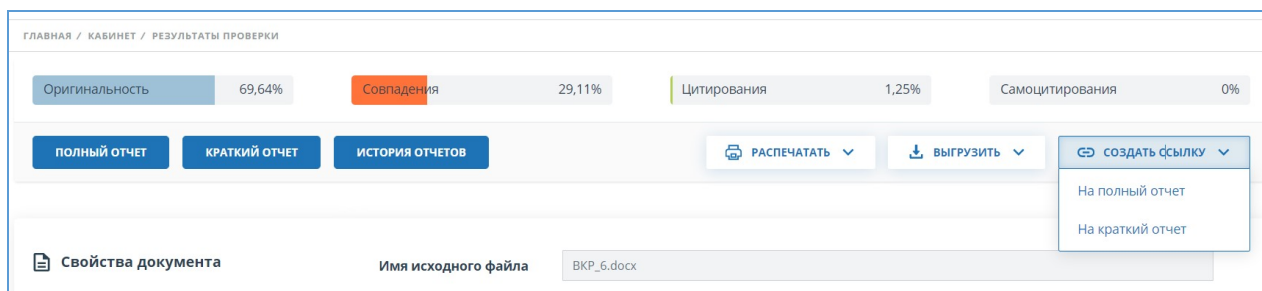 ГЛАВНАЯ / КАБИНЕТ / РЕЗУЛЬТАТЫ ПРОВЕРКИ
Оригинальность 69,64% Совпадения 29,11% Цитирования 1,25% Самоцитирования 0%
ПОЛНЫЙ ОТЧЕТ КРАТКИЙ ОТЧЕТ ИСТОРИЯ ОТЧЕТОВ РАСПЕЧАТАТЬ ВЫГРУЗИТЬ СОЗДАТЬ ССЫЛКУ
На полный отчет
На краткий отчет
Свойства документа Имя исходного файла ВКР_6.docx